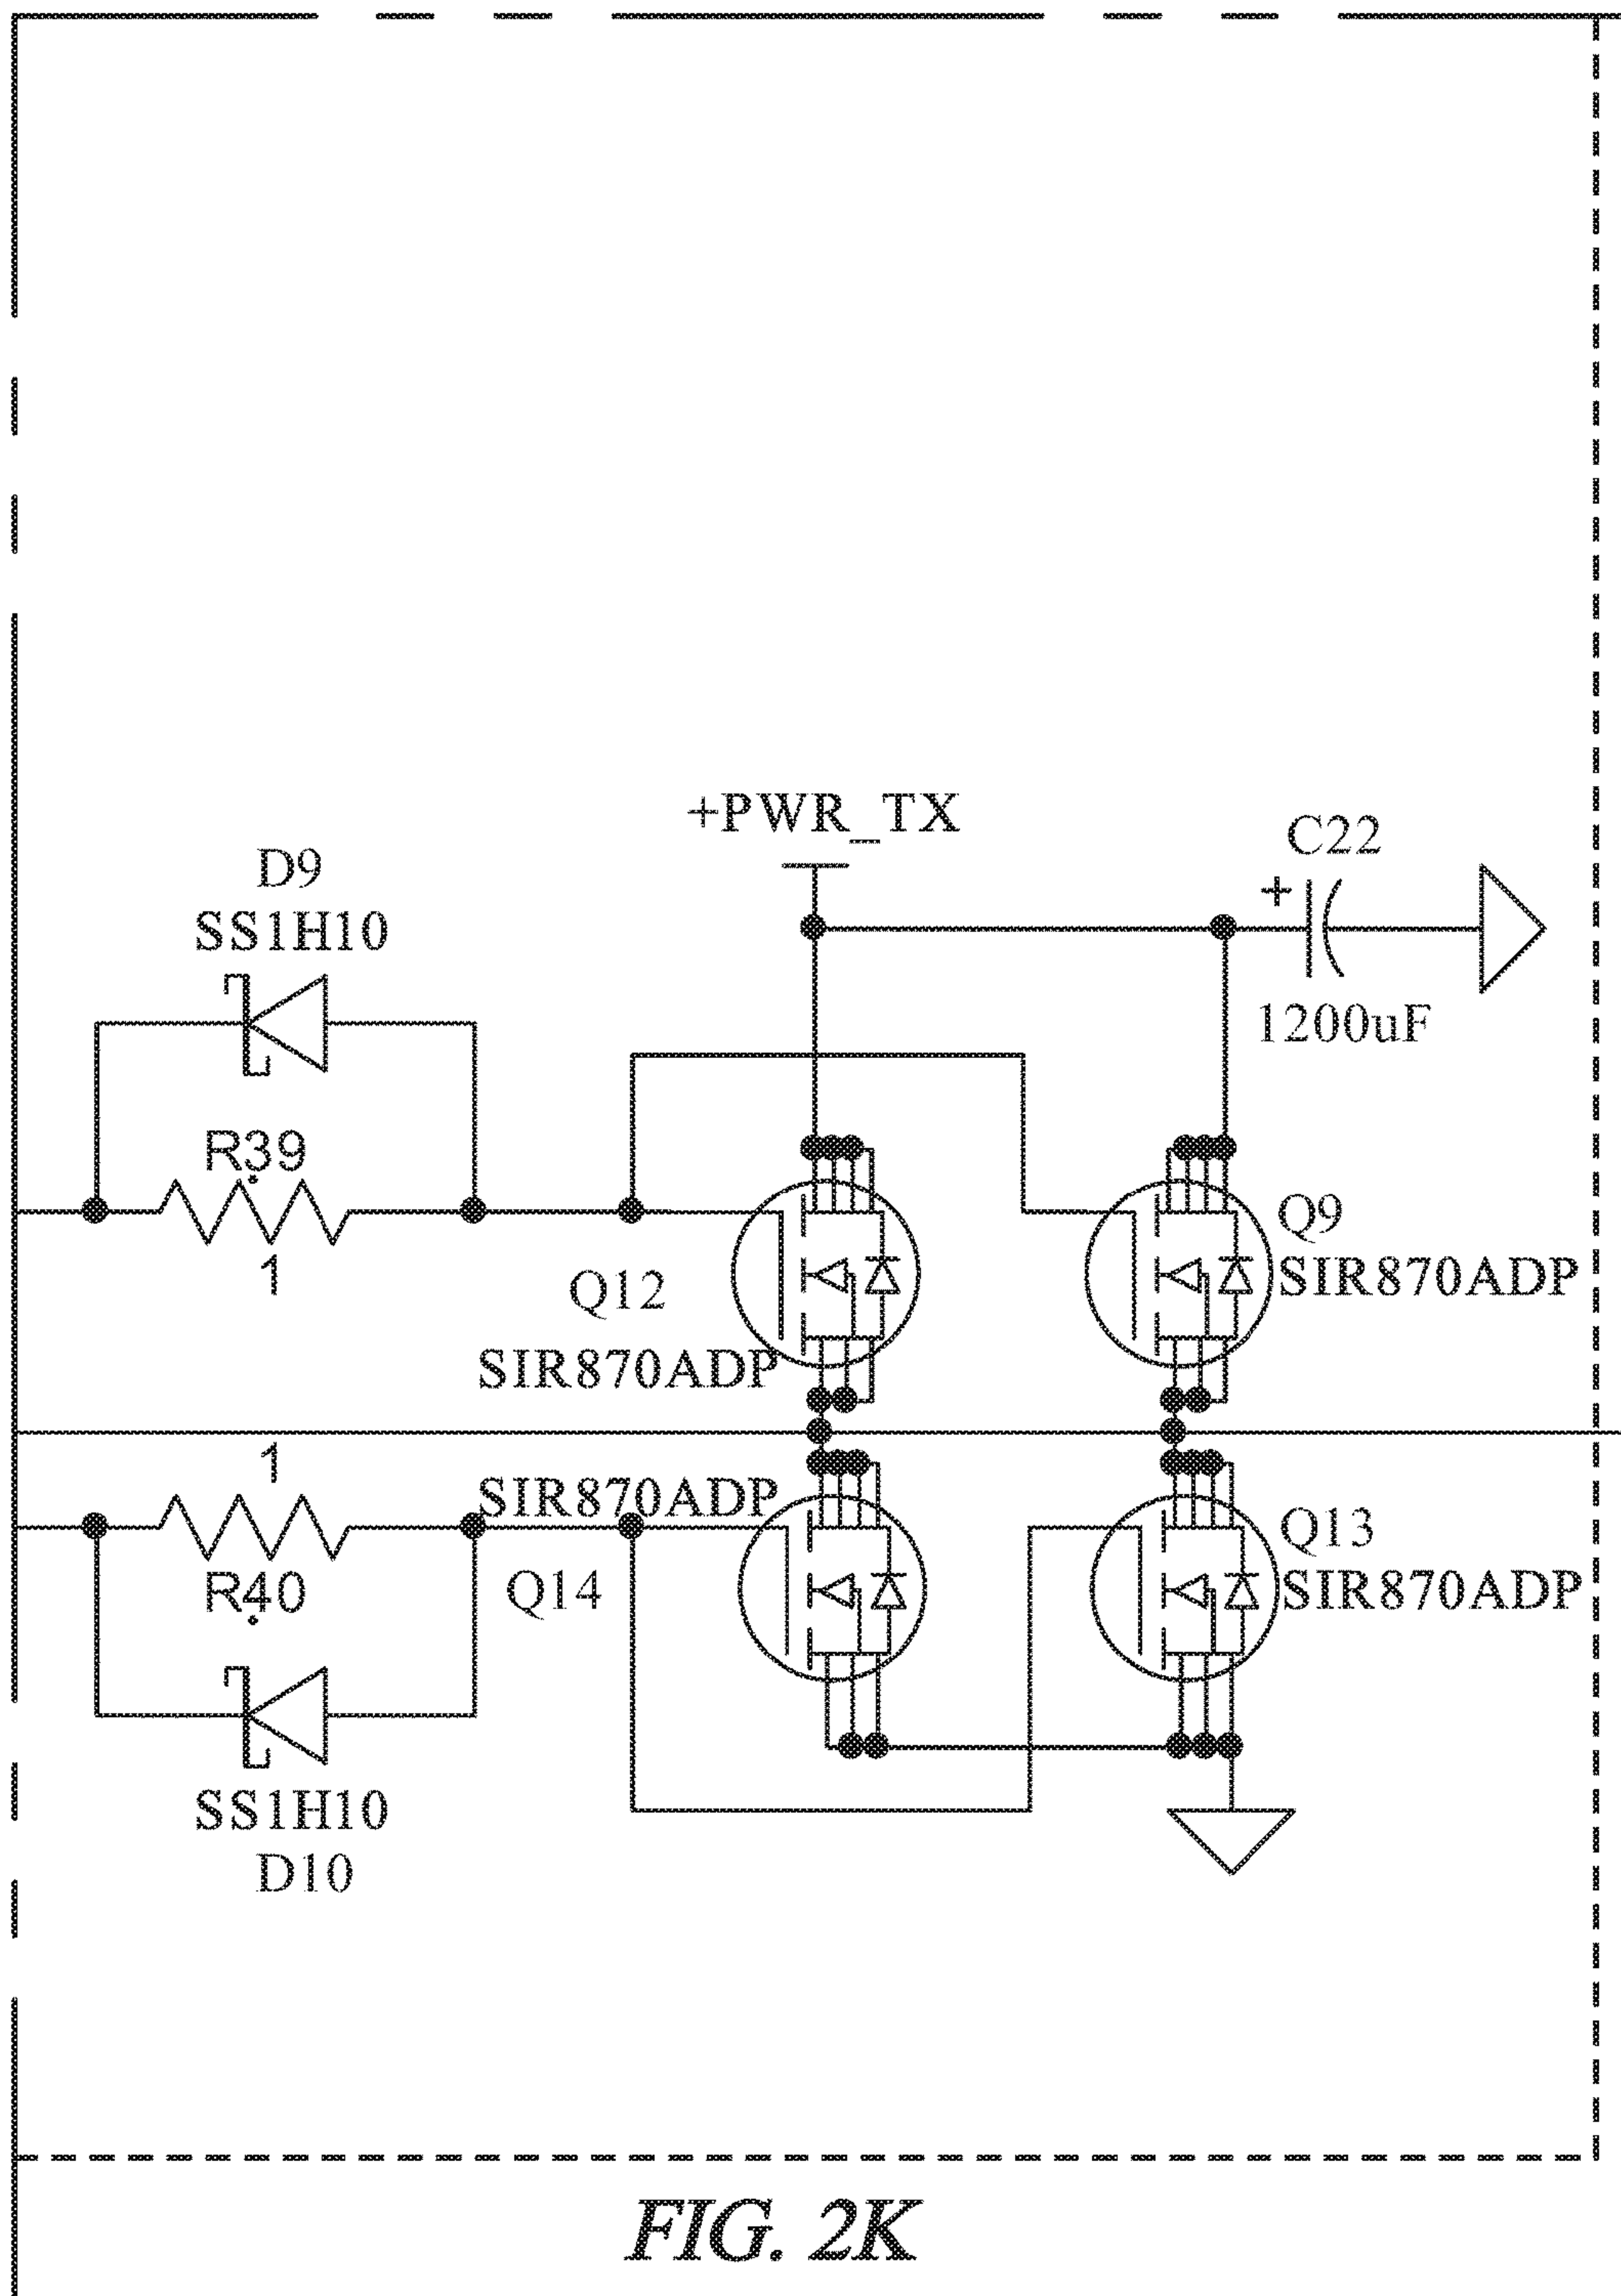 +PWR_TX
C22
+
1200uF
D9
SS1H10
R39
1
Q12
SIR870ADP
Q9
SIR870ADP
1
R40
SIR870ADP
Q14
Q13
SIR870ADP
SS1H10
D10
FIG. 2K